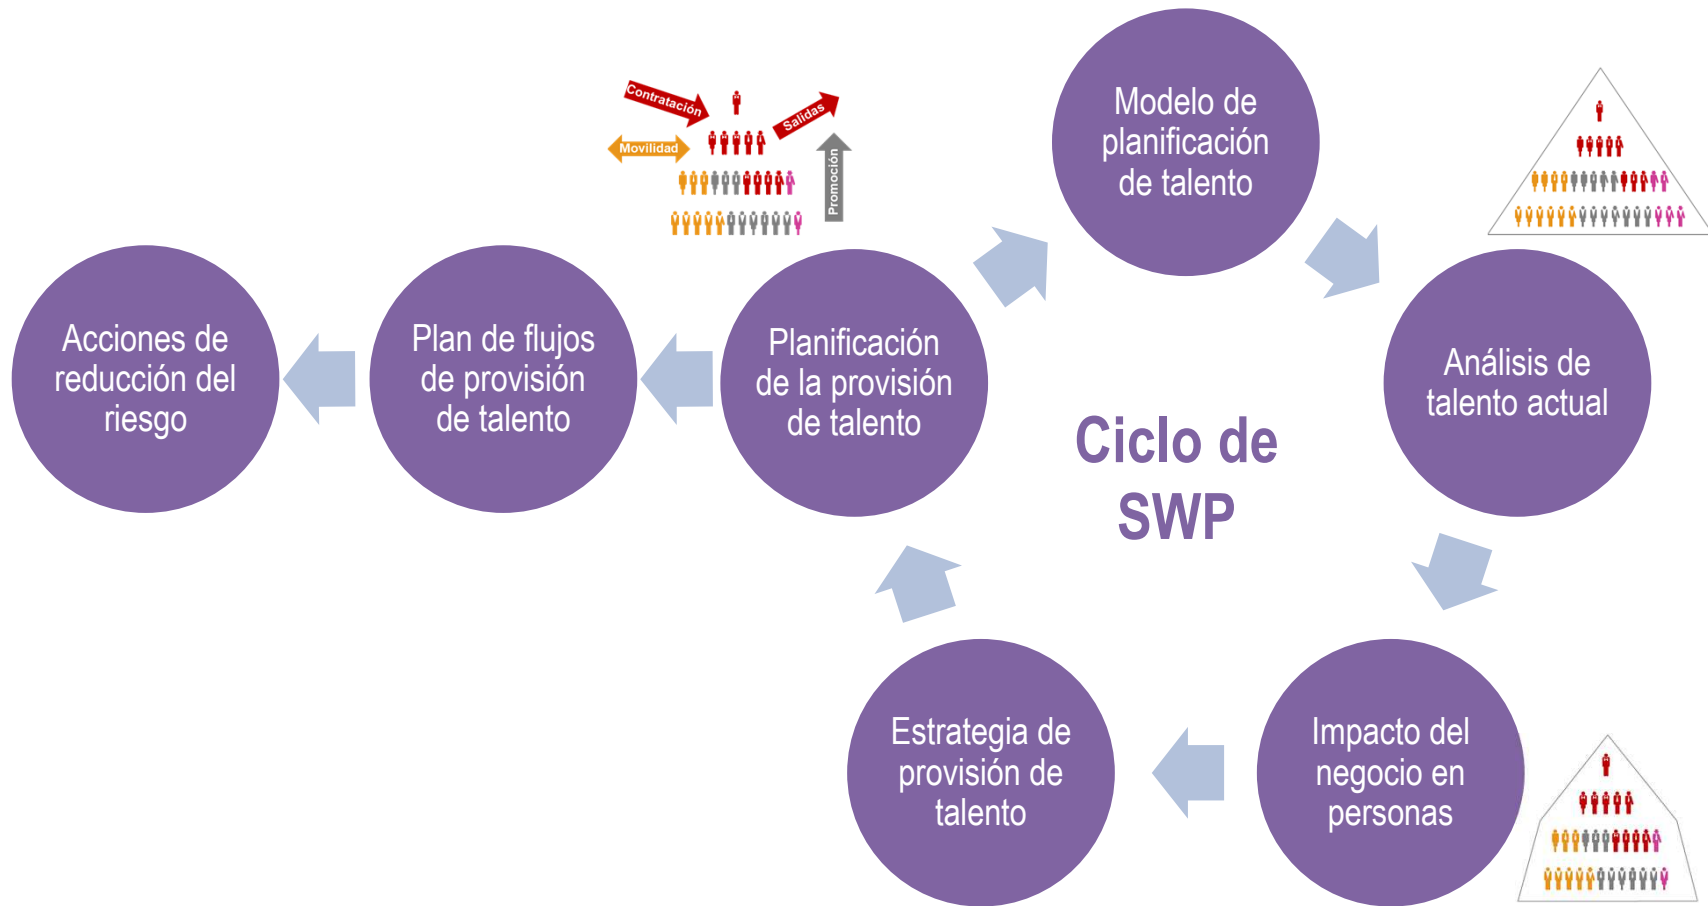 Contratación
Salidas
Movilidad
Promoción
Modelo de
planificación
de talento
Acciones de
reducción del
riesgo
Plan de flujos
de provisión
de talento
Planificación
de la provisión
de talento
Análisis de
talento actual
Ciclo de
SWP
Estrategia de
provisión de
talento
Impacto del
negocio en
personas